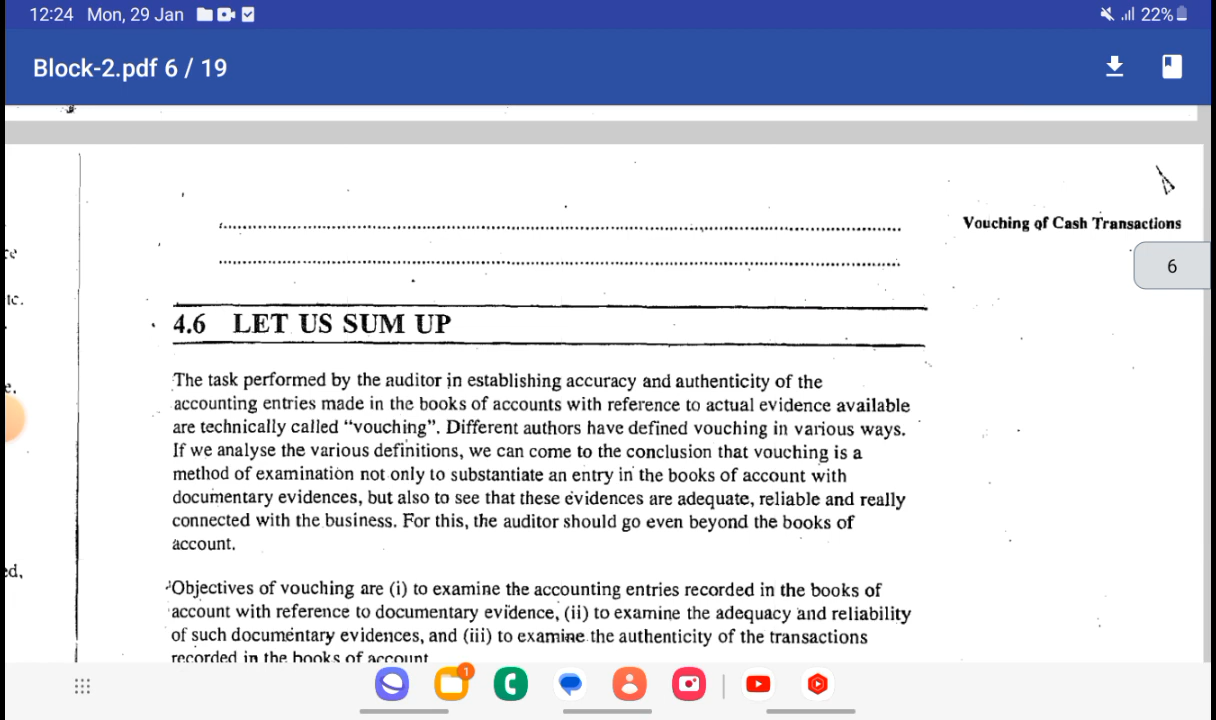 12:24 Mon, 29 Jan
22%
Block-2.pdf 6 / 19
Vouching of Cash Transactions
6
4.6 LET US SUM UP
The task performed by the auditor in establishing accuracy and authenticity of the
accounting entries made in the books of accounts with reference to actual evidence available
are technically called “vouching”. Different authors have defined vouching in various ways.
If we analyse the various definitions, we can come to the conclusion that vouching is a
method of examination not only to substantiate an entry in the books of account with
documentary evidences, but also to see that these evidences are adequate, reliable and really
connected with the business. For this, the auditor should go even beyond the books of
account.
Objectives of vouching are (i) to examine the accounting entries recorded in the books of
account with reference to documentary evidence, (ii) to examine the adequacy and reliability
of such documentary evidences, and (iii) to examine the authenticity of the transactions
recorded in the books of account
1